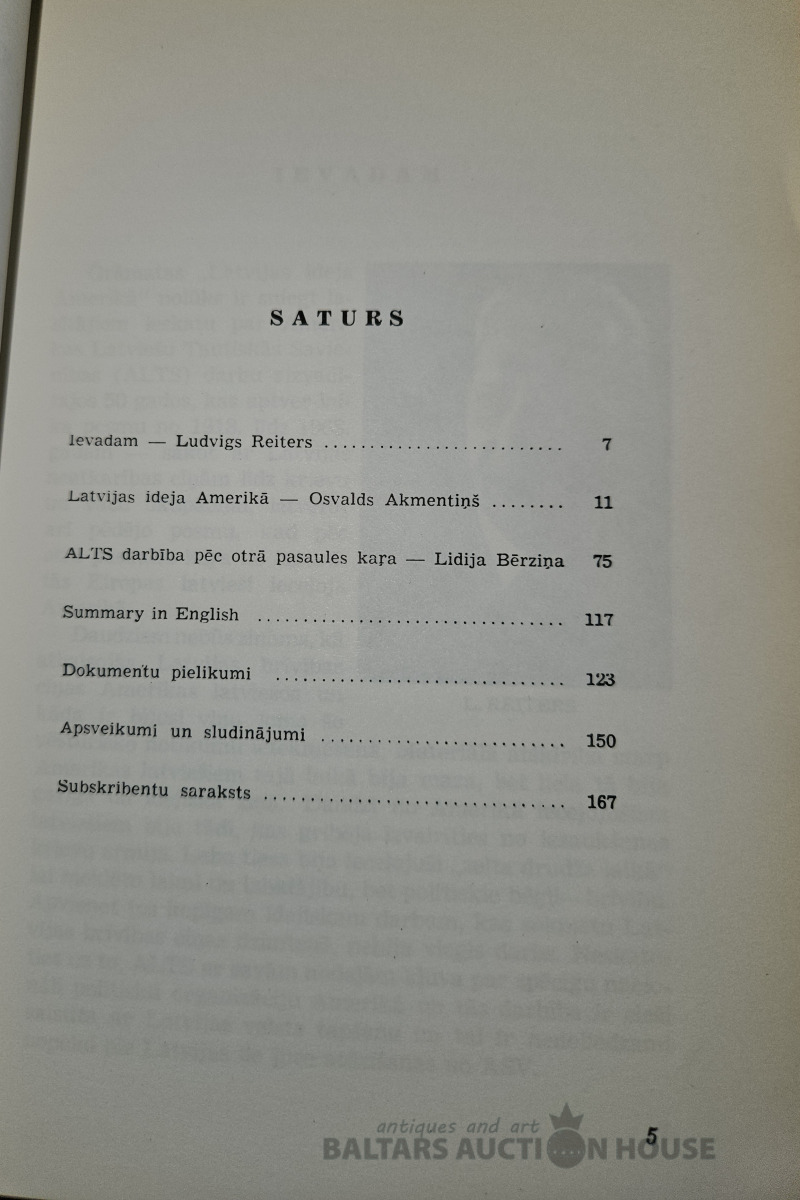 SATURS
Ievadam — Ludvigs Reiters ......................... 7
Latvijas ideja Amerikā — Osvalds Akmentiņš ........ 11
ALTS darbība pēc otrā pasaules kaŗa — Lidija Bērziņa 75
Summary in English ................................ 117
Dokumentu pielikumi ............................... 123
Apsveikumi un sludinājumi .......................... 150
Subskribentu saraksts ............................... 167
5
antiques and art
BALTARS AUCTION HOUSE